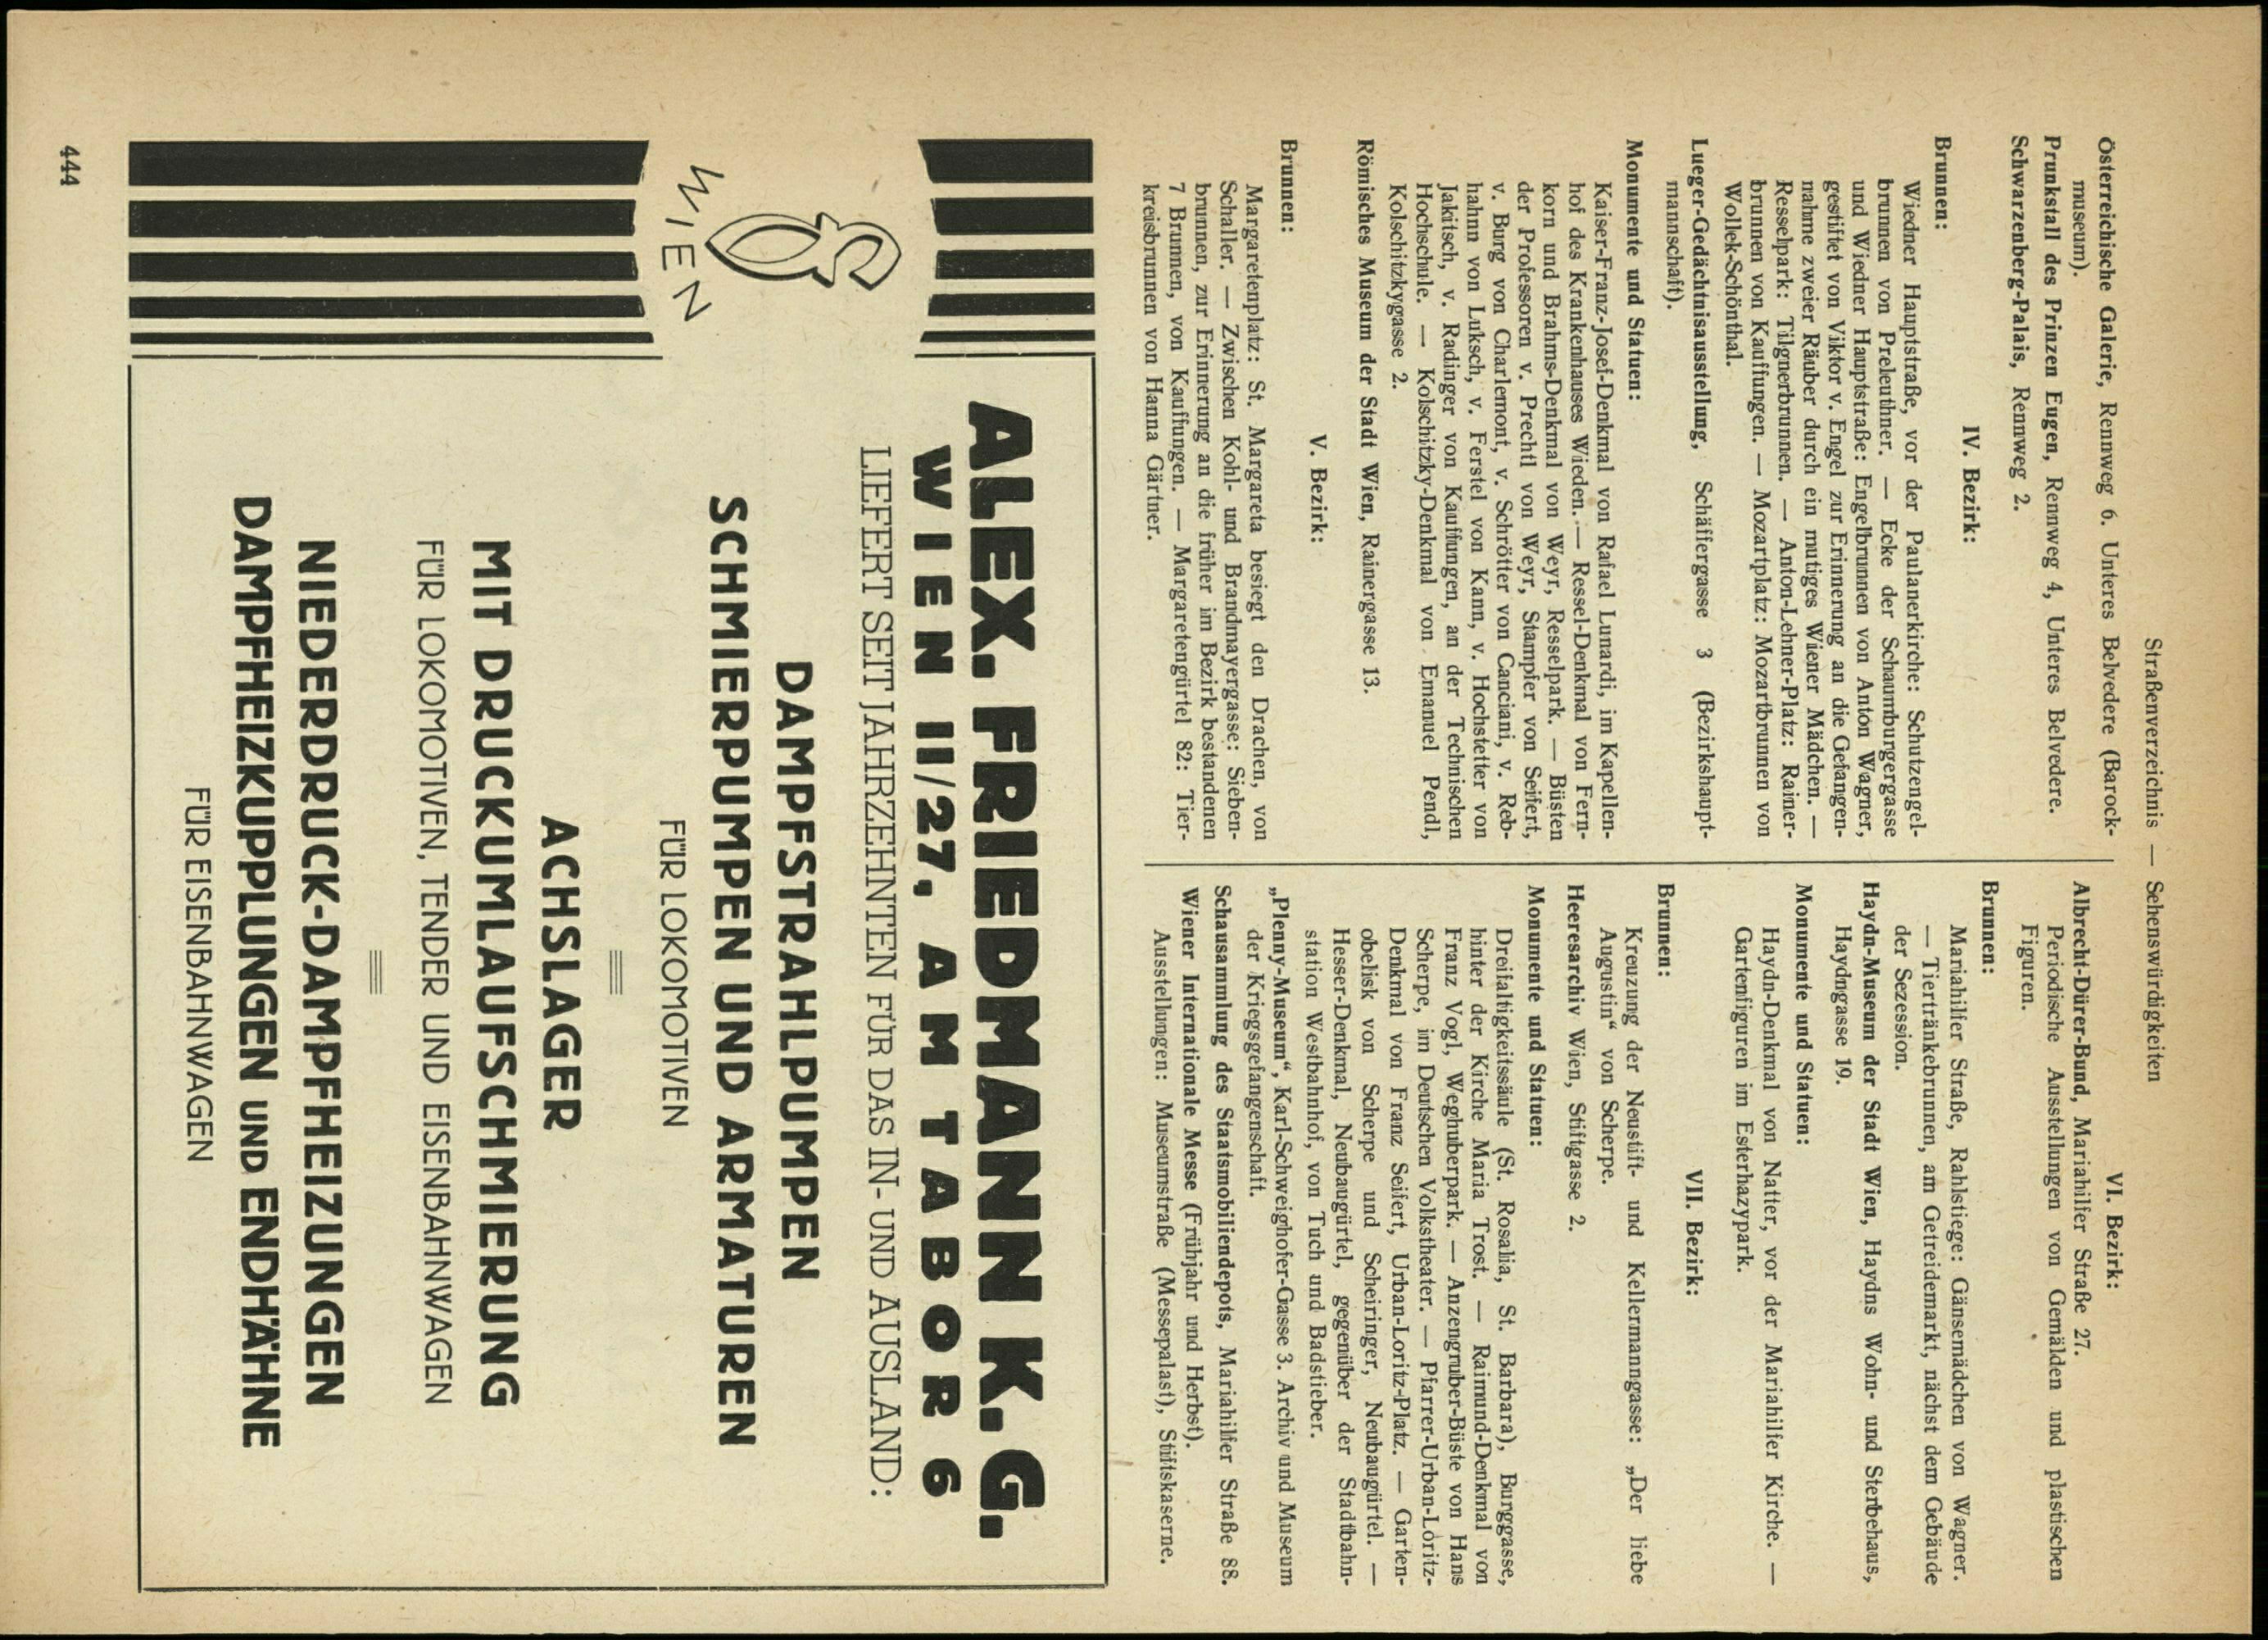 Straßenverzeichnis — Sehenswürdigkeiten
Österreichische Galerie, Rennweg 6. Unteres Belvedere (Barock-
museum).
Prunkstall des Prinzen Eugen, Rennweg 4, Unteres Belvedere.
Schwarzenberg-Palais, Rennweg 2.
IV. Bezirk:
Brunnen:
Wiedner Hauptstraße, vor der Paulanerkirche: Schutzengel-
brunnen von Preleuthner. — Ecke der Schaumburgergasse
und Wiedner Hauptstraße: Engelbrunnen von Anton Wagner,
gestiftet von Viktor v. Engel zur Erinnerung an die Gefangen-
nahme zweier Räuber durch ein mutiges Wiener Mädchen. —
Resselpark: Tilgnerbrunnen. — Anton-Lehner-Platz: Rainer-
brunnen von Kauffungen. — Mozartplatz: Mozartbrunnen von
Wollek-Schönthal.
Lueger-Gedächtnisausstellung, Schäffergasse 3 (Bezirkshaupt-
mannschaft).
Monumente und Statuen:
Kaiser-Franz-Josef-Denkmal von Rafael Lunardi, im Kapellen-
hof des Krankenhauses Wieden. — Ressel-Denkmal von Fern-
korn und Brahms-Denkmal von Weyr, Resselpark. — Büsten
der Professoren v. Prechtl von Weyr, Stampfer von Seifert,
v. Burg von Charlemont, v. Schrötter von Canciani, v. Reb-
hahnn von Luksch, v. Ferstel von Kann, v. Hochstetter von
Jakitsch, v. Radinger von Kauffungen, an der Technischen
Hochschule. — Kolschitzky-Denkmal von Emanuel Pendl,
Kolschitzkygasse 2.
Römisches Museum der Stadt Wien, Rainergasse 13.
V. Bezirk:
Brunnen:
Margaretenplatz: St. Margareta besiegt den Drachen, von
Schaller. — Zwischen Kohl- und Brandmayergasse: Sieben-
brunnen, zur Erinnerung an die früher im Bezirk bestandenen
7 Brunnen, von Kauffungen. — Margaretengürtel 82: Tier-
kreisbrunnen von Hanna Gärtner.
VI. Bezirk:
Albrecht-Dürer-Bund, Mariahilfer Straße 27.
Periodische Ausstellungen von Gemälden und plastischen
Figuren.
Brunnen:
Mariahilfer Straße, Rahlstiege: Gänsemädchen von Wagner.
— Tiertränkebrunnen, am Getreidemarkt, nächst dem Gebäude
der Sezession.
Haydn-Museum der Stadt Wien, Haydns Wohn- und Sterbehaus,
Haydngasse 19.
Monumente und Statuen:
Haydn-Denkmal von Natter, vor der Mariahilfer Kirche. —
Gartenfiguren im Esterhazypark.
VII. Bezirk:
Brunnen:
Kreuzung der Neustift- und Kellermanngasse: „Der liebe
Augustin“ von Scherpe.
Heeresarchiv Wien, Stiftgasse 2.
Monumente und Statuen:
Dreifaltigkeitssäule (St. Rosalia, St. Barbara), Burggasse,
hinter der Kirche Maria Trost. — Raimund-Denkmal von
Franz Vogl, Weghuberpark. — Anzengruber-Büste von Hans
Scherpe, im Deutschen Volkstheater. — Pfarrer-Urban-Loritz-
Denkmal von Franz Seifert, Urban-Loritz-Platz. — Garten-
obelisk von Scherpe und Scheiringer, Neubaugürtel. —
Hesser-Denkmal, Neubaugürtel, gegenüber der Stadtbahn-
station Westbahnhof, von Tuch und Badstieber.
„Plenny-Museum“, Karl-Schweighofer-Gasse 3. Archiv und Museum
der Kriegsgefangenschaft.
Schausammlung des Staatsmobiliendepots, Mariahilfer Straße 88.
Wiener Internationale Messe (Frühjahr und Herbst).
Ausstellungen: Museumstraße (Messepalast), Stiftskaserne.
WIEN
ALEX. FRIEDMANN K. G.
WIEN II/27, AM TABOR 6
LIEFERT SEIT JAHRZEHNTEN FÜR DAS IN- UND AUSLAND:
DAMPFSTRAHLPUMPEN
SCHMIERPUMPEN UND ARMATUREN
FÜR LOKOMOTIVEN
ACHSLAGER
MIT DRUCKUMLAUFSCHMIERUNG
FÜR LOKOMOTIVEN, TENDER UND EISENBAHNWAGEN
NIEDERDRUCK-DAMPFHEIZUNGEN
DAMPFHEIZKUPPLUNGEN UND ENDHÄHNE
FÜR EISENBAHNWAGEN
444